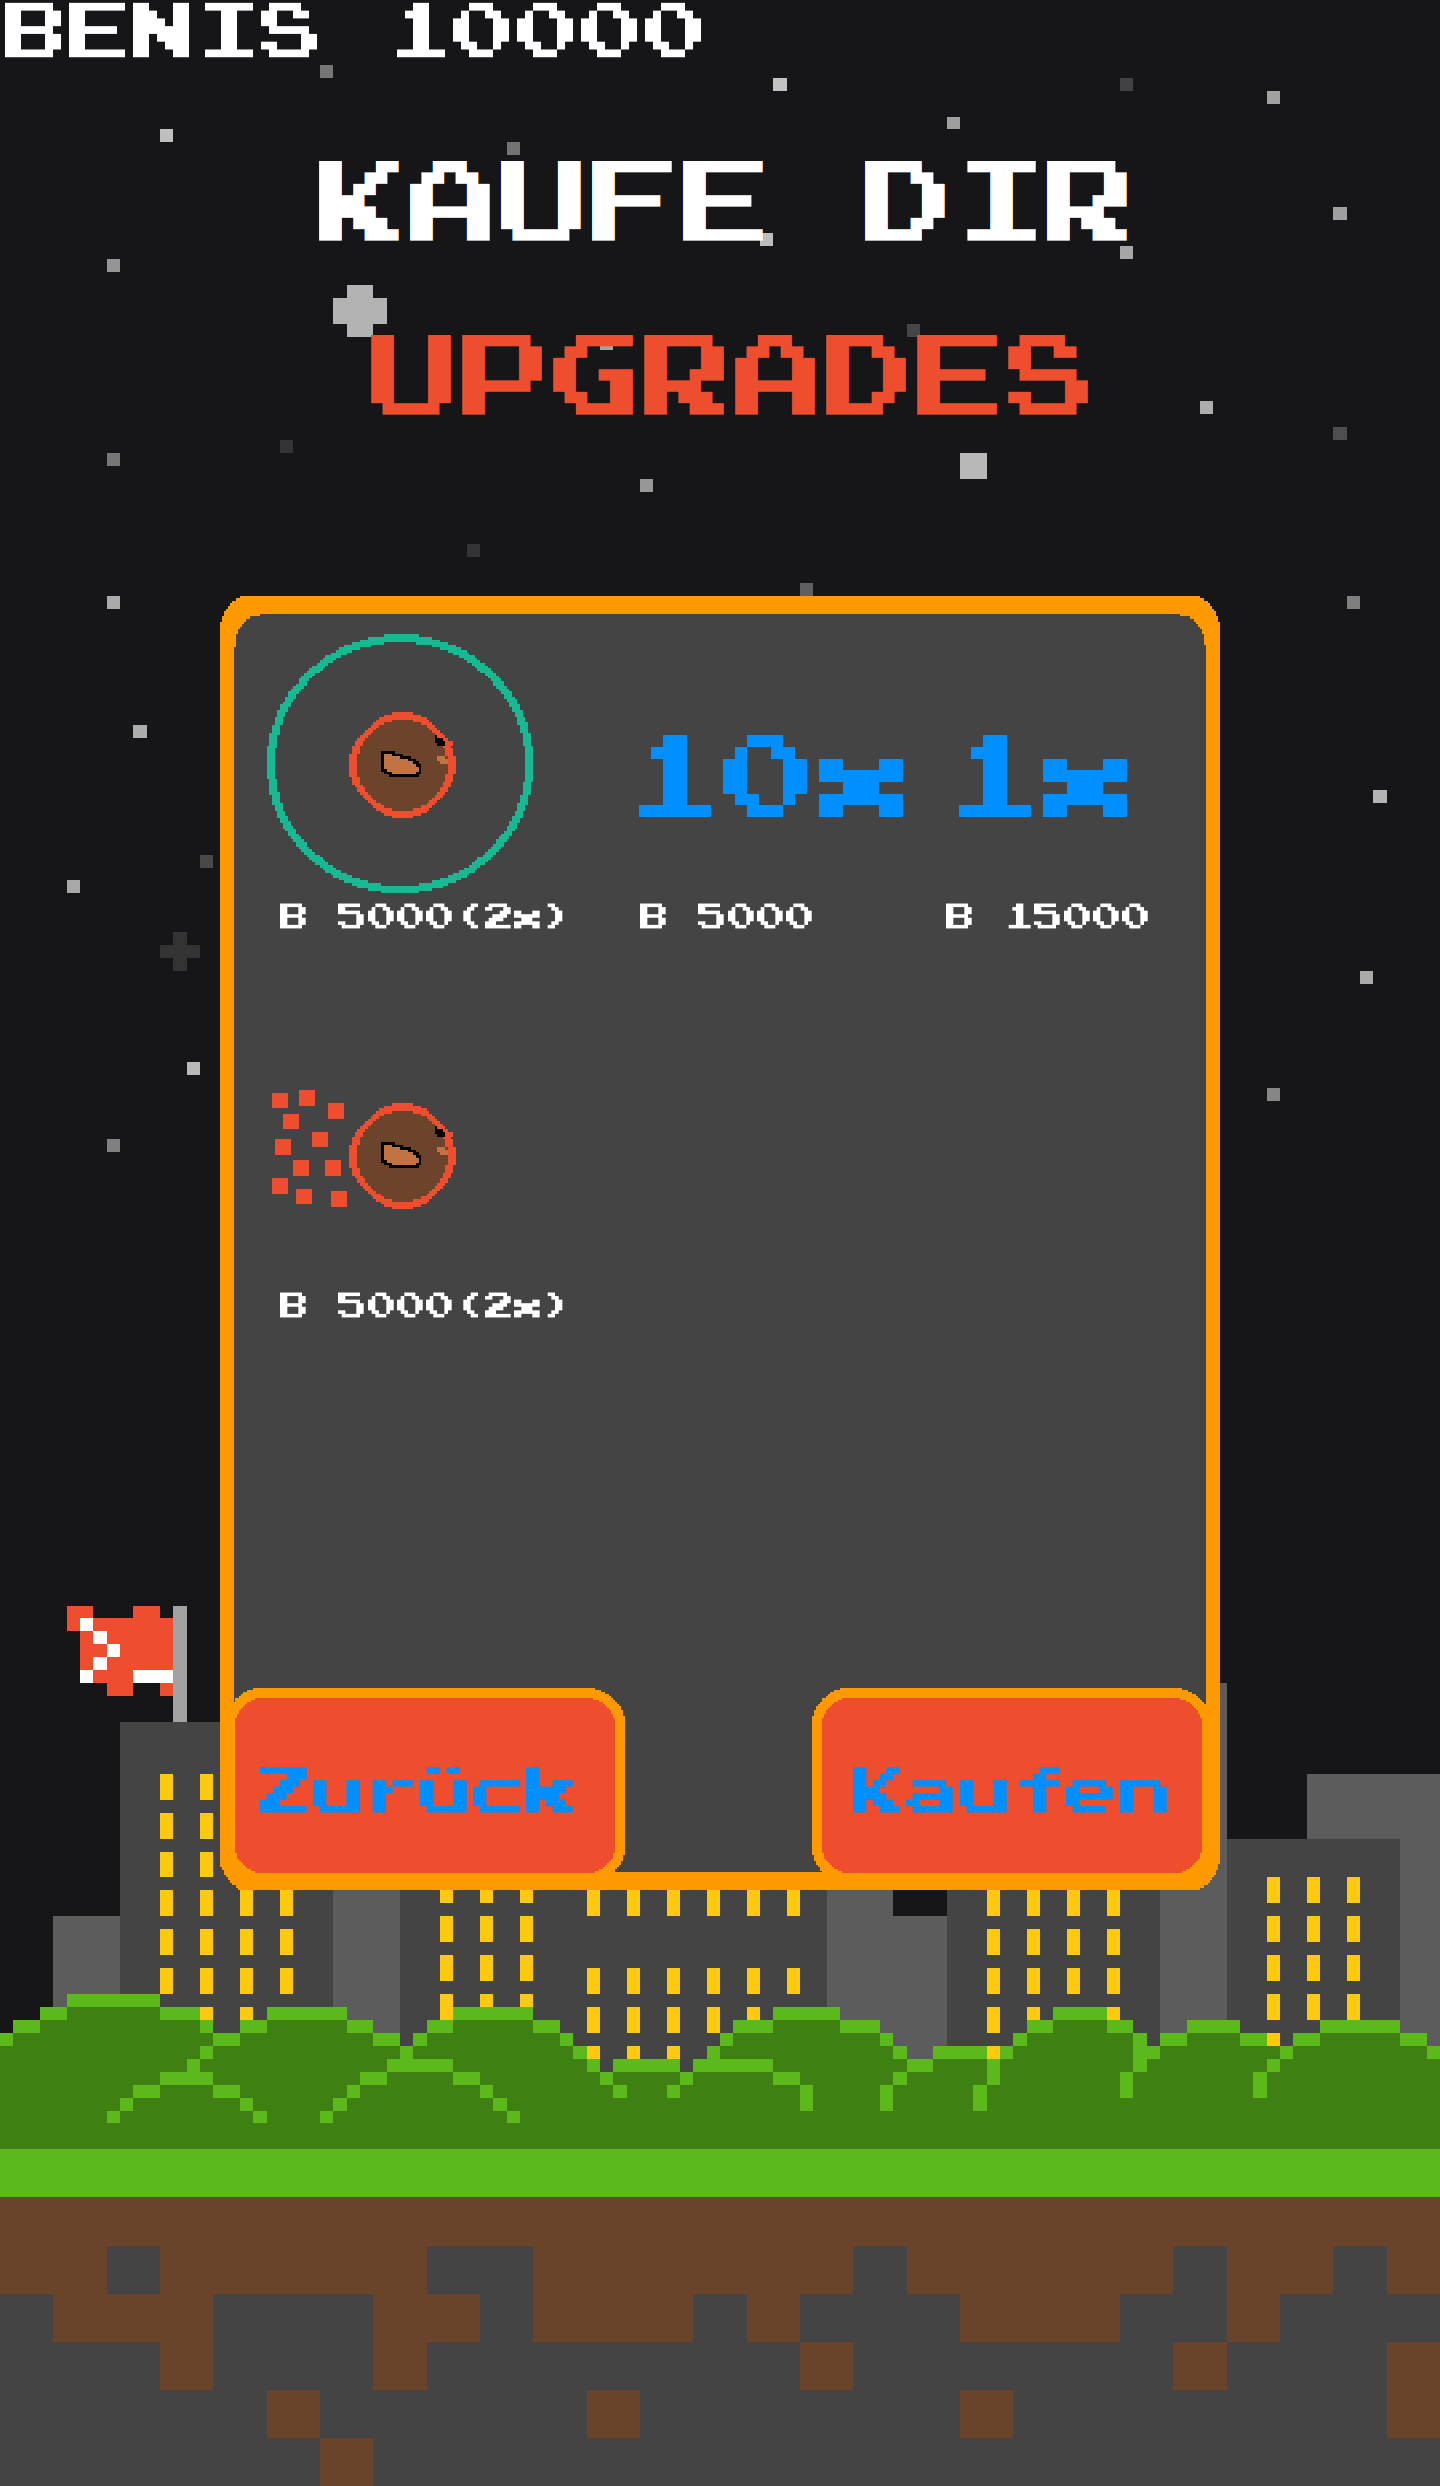 BENIS 10000
KAUFE DIR
UPGRADES
10x 1x
B 5000(2x) B 5000 B 15000
B 5000(2x)
Zurück Kaufen